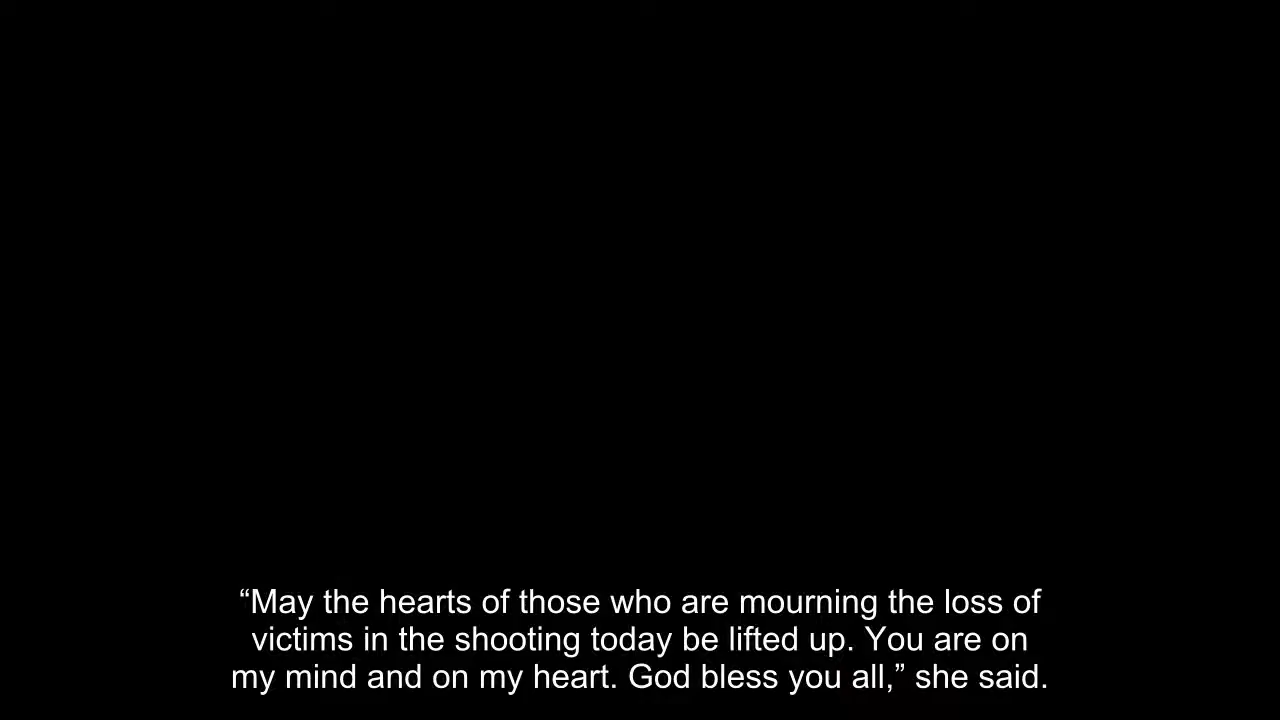 “May the hearts of those who are mourning the loss of
victims in the shooting today be lifted up. You are on
my mind and on my heart. God bless you all,” she said.